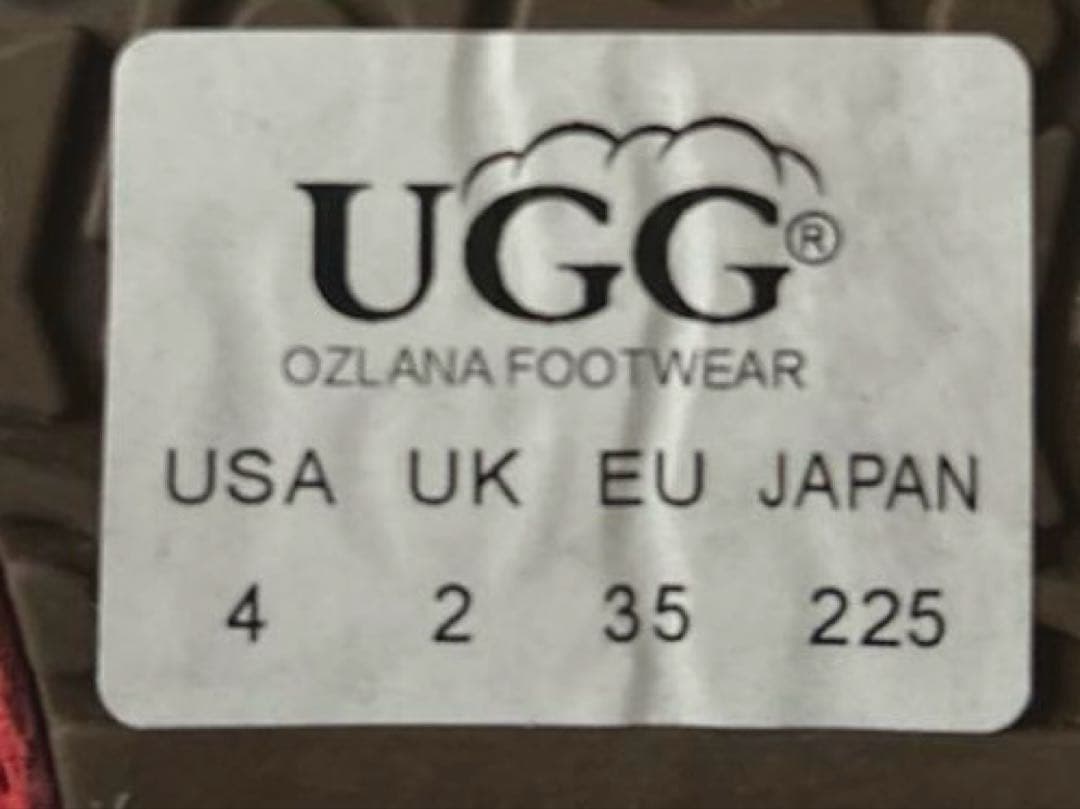 UGG®
OZLANA FOOTWEAR
USA UK EU JAPAN
4 2 35 225